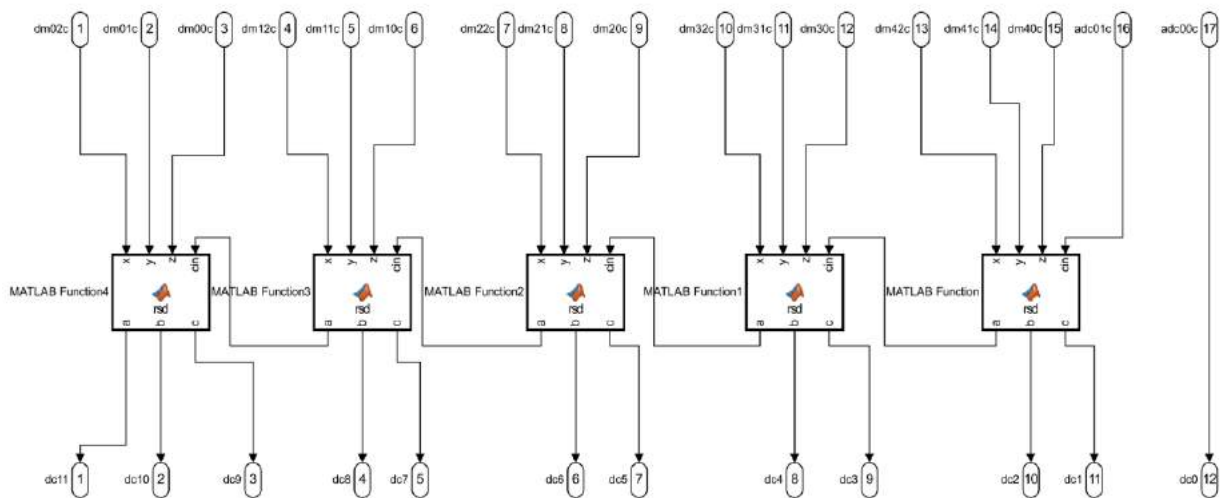 dm02c 1 dm01c 2 dm00c 3 dm12c 4 dm11c 5 dm10c 6 dm22c 7 dm21c 8 dm20c 9 dm32c 10 dm31c 11 dm30c 12 dm42c 13 dm41c 14 dm40c 15 adc01c 16 adc00c 17
x y z cin x y z cin x y z cin x y z cin x y z cin
MATLAB Function4 MATLAB Function3 MATLAB Function2 MATLAB Function1 MATLAB Function
rsd rsd rsd rsd rsd
a b c a b c a b c a b c a b c
dc11 1 dc10 2 dc9 3 dc8 4 dc7 5 dc6 6 dc5 7 dc4 8 dc3 9 dc2 10 dc1 11 dc0 12